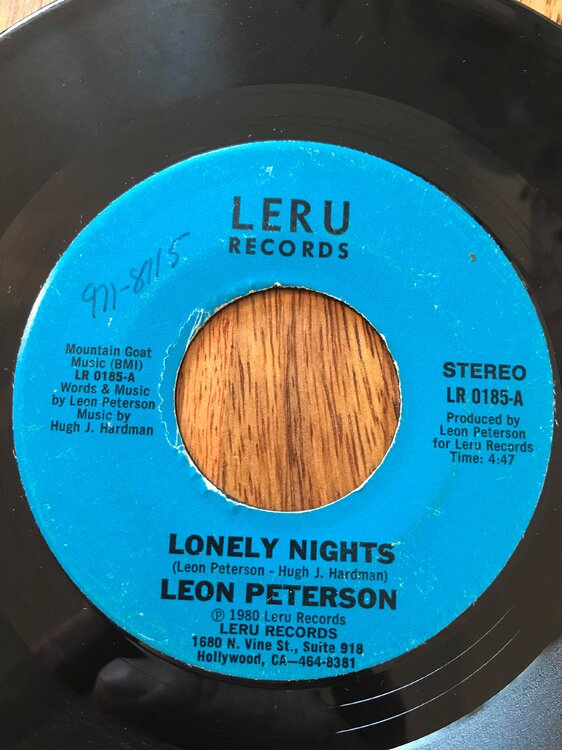 LERU
RECORDS
971-8115
Mountain Goat
Music (BMI)
LR 0185-A
Words & Music
by Leon Peterson
Music by
Hugh J. Hardman
STEREO
LR 0185-A
Produced by
Leon Peterson
for Leru Records
Time: 4:47
LONELY NIGHTS
(Leon Peterson - Hugh J. Hardman)
LEON PETERSON
℗ 1980 Leru Records
LERU RECORDS
1680 N. Vine St., Suite 918
Hollywood, CA—464-8381